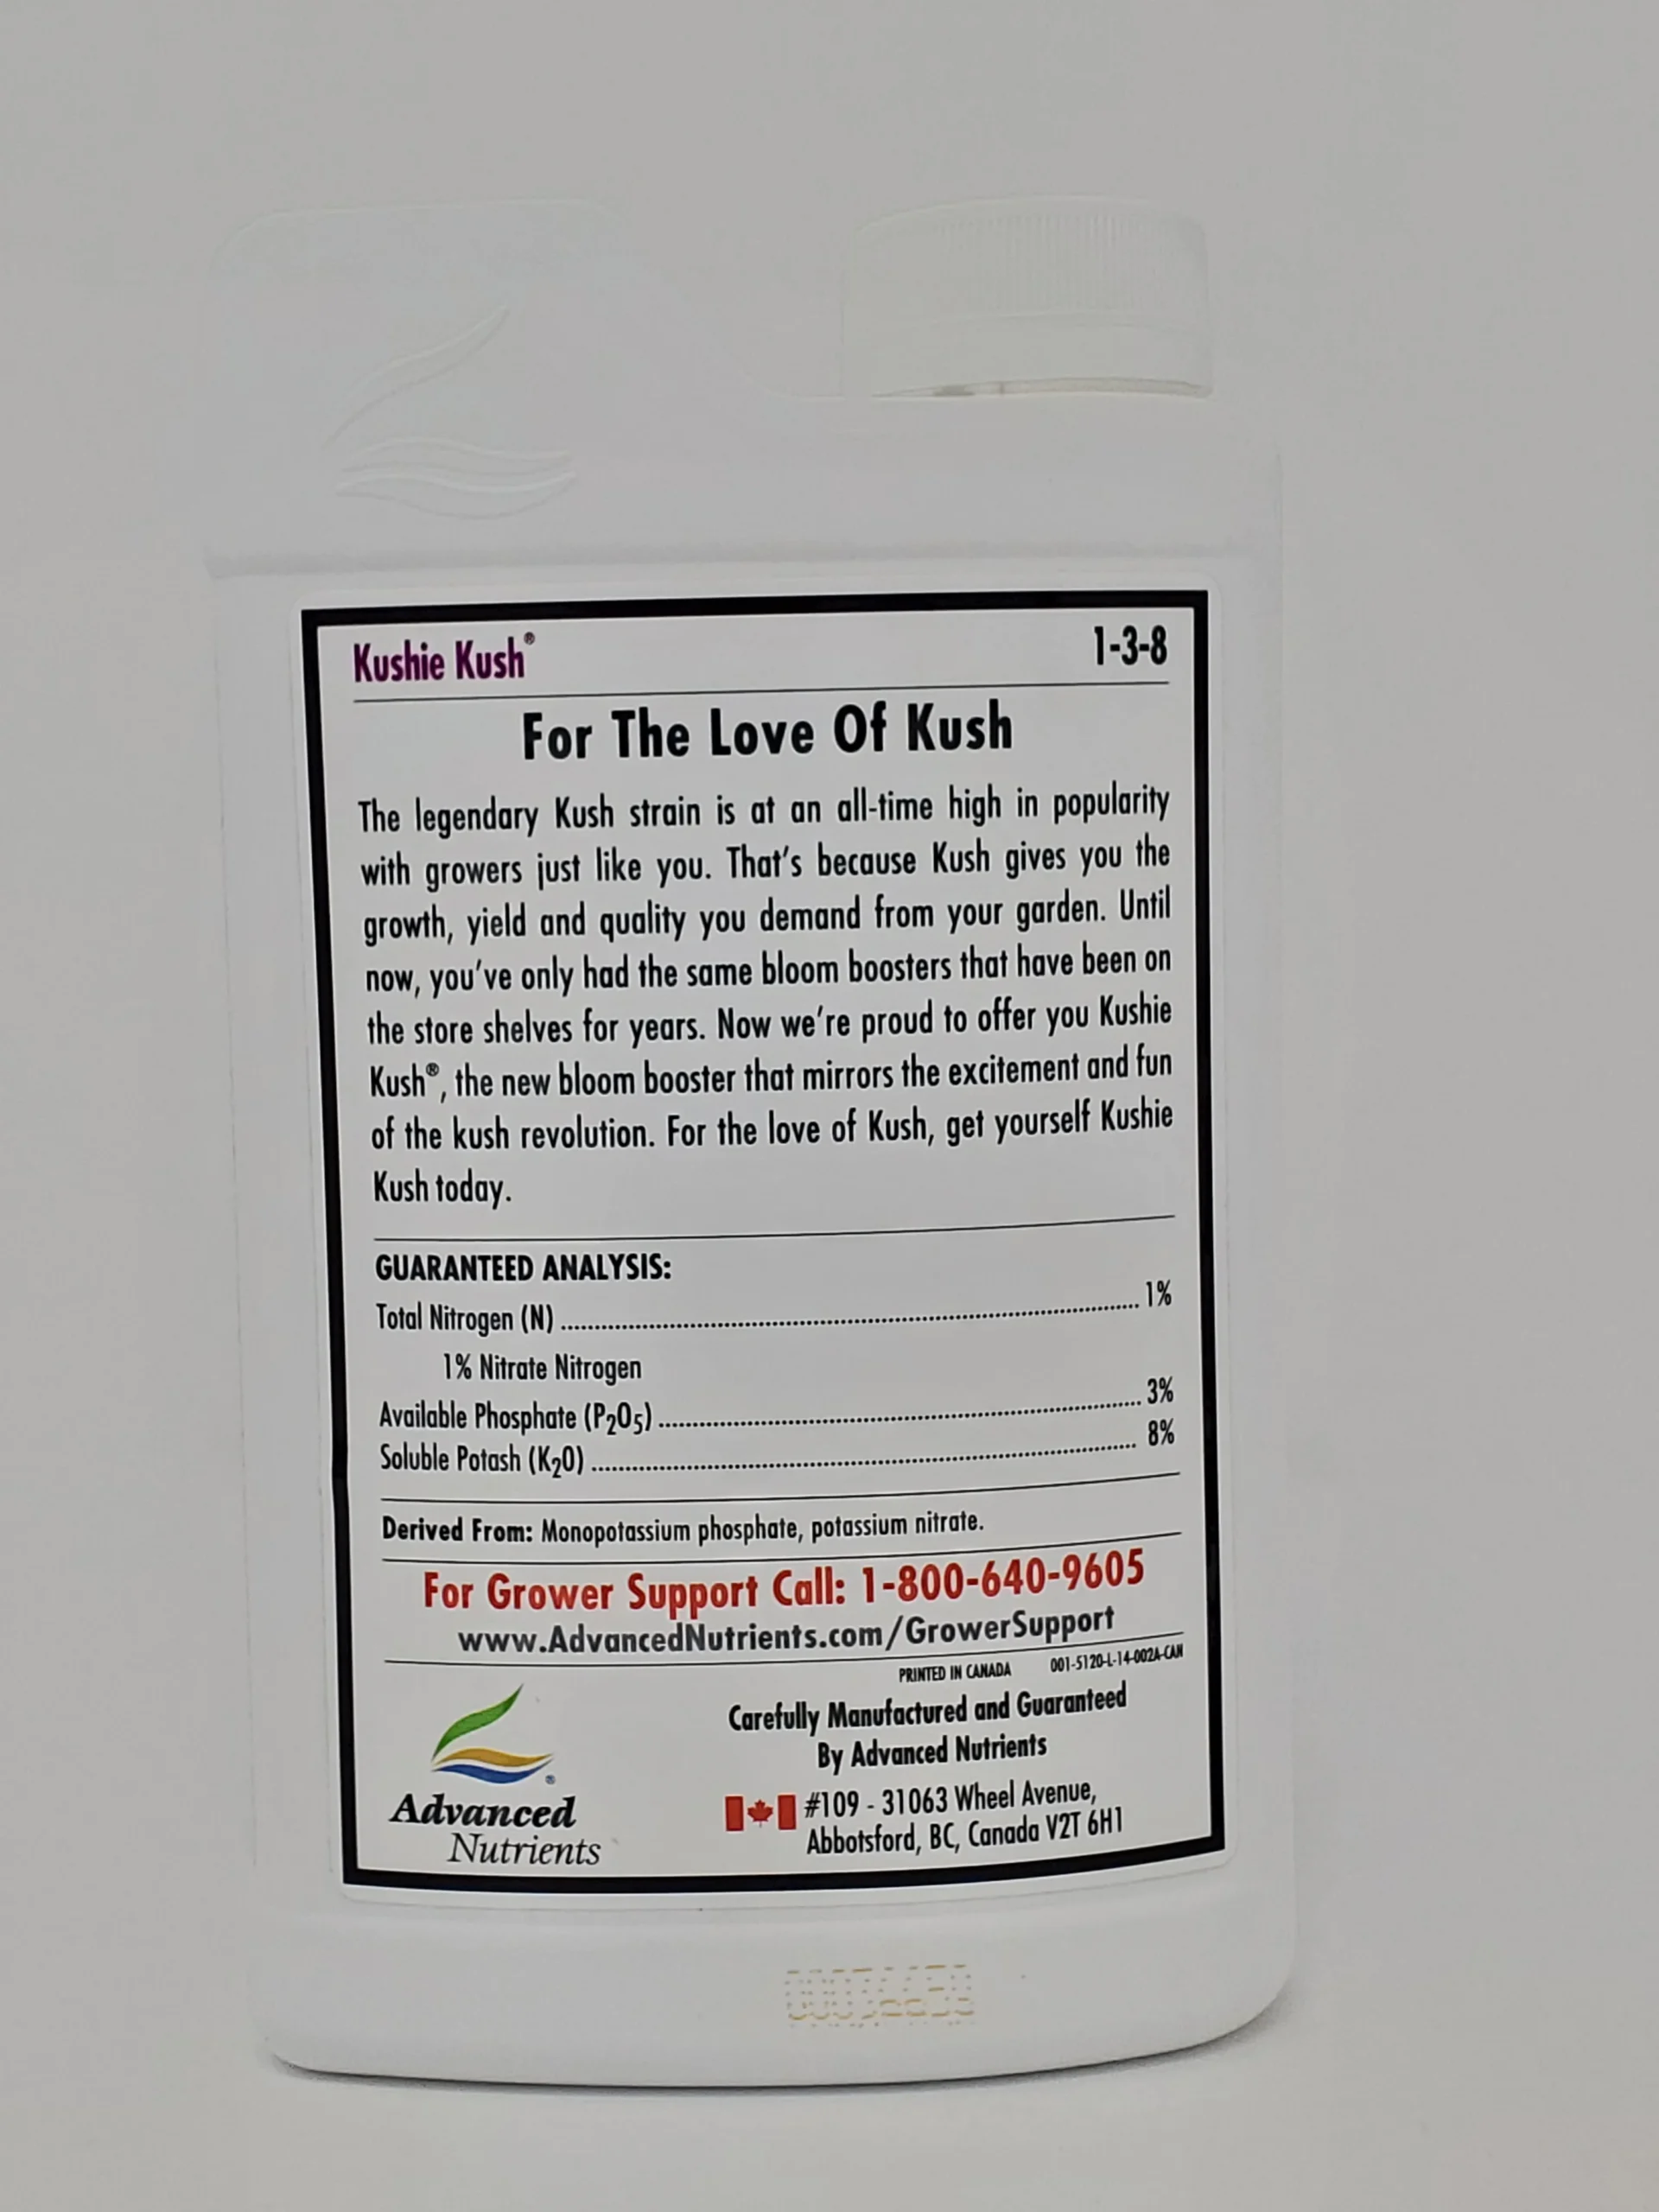 Kushie Kush® 1-3-8
For The Love Of Kush
The legendary Kush strain is at an all-time high in popularity
with growers just like you. That's because Kush gives you the
growth, yield and quality you demand from your garden. Until
now, you've only had the same bloom boosters that have been on
the store shelves for years. Now we're proud to offer you Kushie
Kush®, the new bloom booster that mirrors the excitement and fun
of the kush revolution. For the love of Kush, get yourself Kushie
Kush today.
GUARANTEED ANALYSIS:
Total Nitrogen (N) ........ 1%
1% Nitrate Nitrogen
Available Phosphate (P₂O₅) ........ 3%
Soluble Potash (K₂O) ........ 8%
Derived From: Monopotassium phosphate, potassium nitrate.
For Grower Support Call: 1-800-640-9605
www.AdvancedNutrients.com/GrowerSupport
PRINTED IN CANADA 001-5120-L-14-002A-CAN
Carefully Manufactured and Guaranteed
By Advanced Nutrients
#109 - 31063 Wheel Avenue,
Abbotsford, BC, Canada V2T 6H1
Advanced
Nutrients